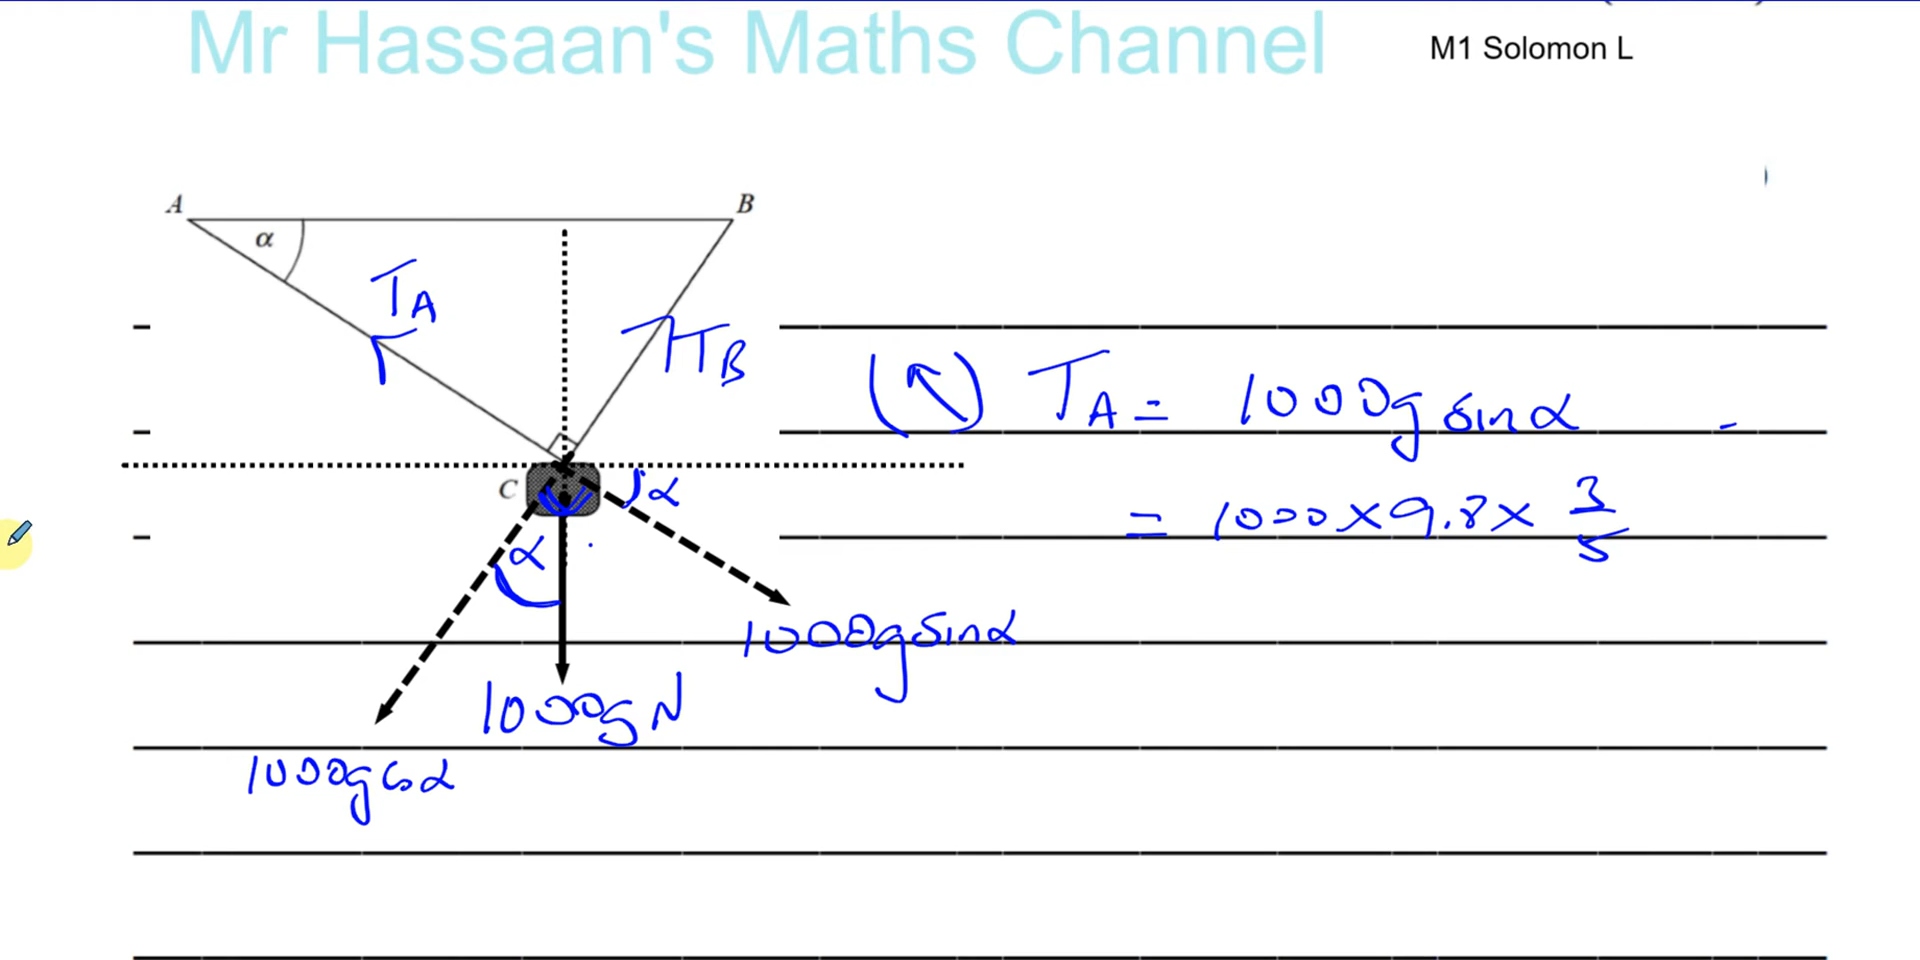 Mr Hassaan's Maths Channel
M1 Solomon L
A
B
α
T_A
T_B
(↖) T_A = 1000g sinα =
C
α
= 1000 × 9.8 × 3/5
α
1000g sinα
1000g N
1000g cosα